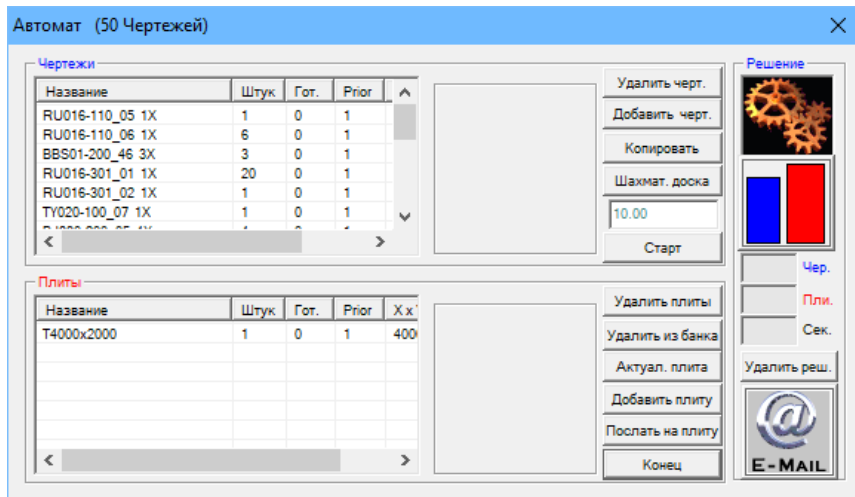 Автомат (50 Чертежей)
Чертежи
Название Штук Гот. Prior
RU016-110_05 1X 1 0 1
RU016-110_06 1X 6 0 1
BBS01-200_46 3X 3 0 1
RU016-301_01 1X 20 0 1
RU016-301_02 1X 1 0 1
TY020-100_07 1X 1 0 1
Удалить черт.
Добавить черт.
Копировать
Шахмат. доска
10.00
Старт
Плиты
Название Штук Гот. Prior X x
T4000x2000 1 0 1 400
Удалить плиты
Удалить из банка
Актуал. плита
Добавить плиту
Послать на плиту
Конец
Решение
Чер.
Пли.
Сек.
Удалить реш.
@
E-MAIL